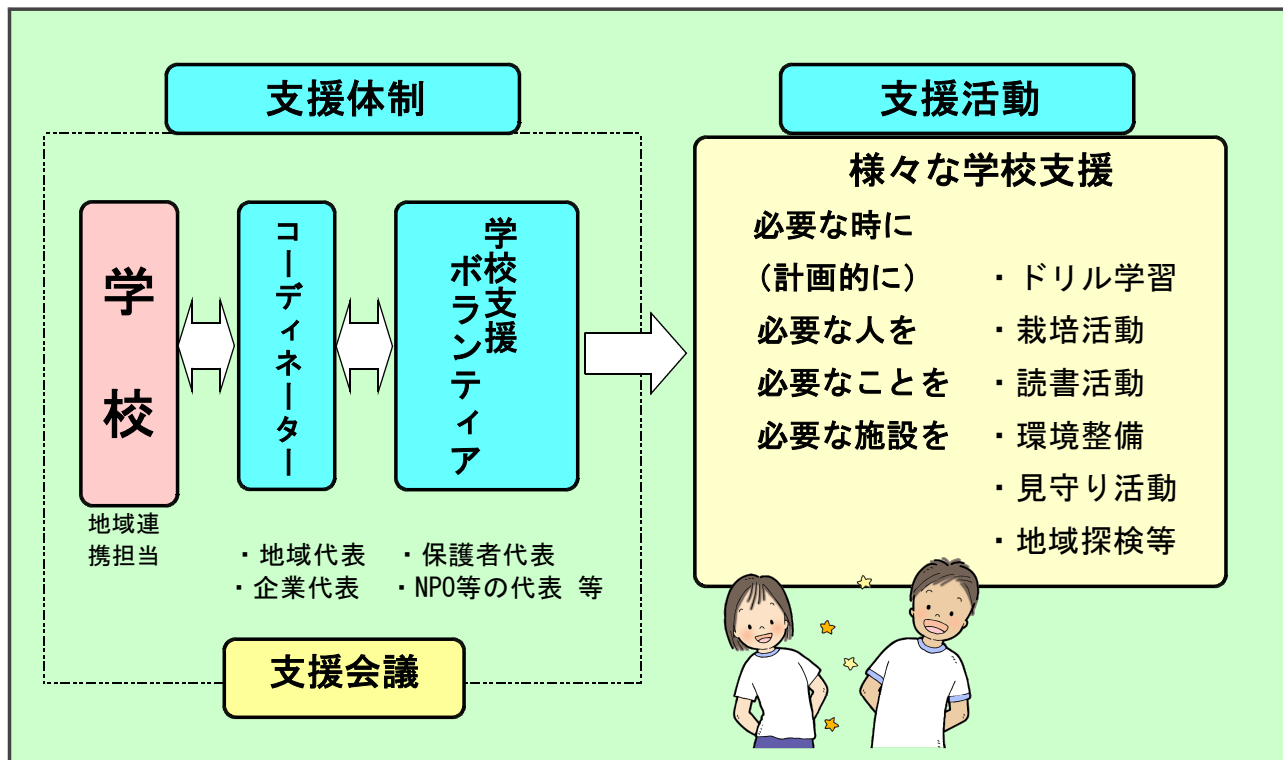 支援体制
学校
地域連
携担当
コーディネーター
学校支援
ボランティア
・地域代表
・企業代表
・保護者代表
・NPO等の代表 等
支援会議
支援活動
様々な学校支援
必要な時に
(計画的に)
必要な人を
必要なことを
必要な施設を
・ドリル学習
・栽培活動
・読書活動
・環境整備
・見守り活動
・地域探検等